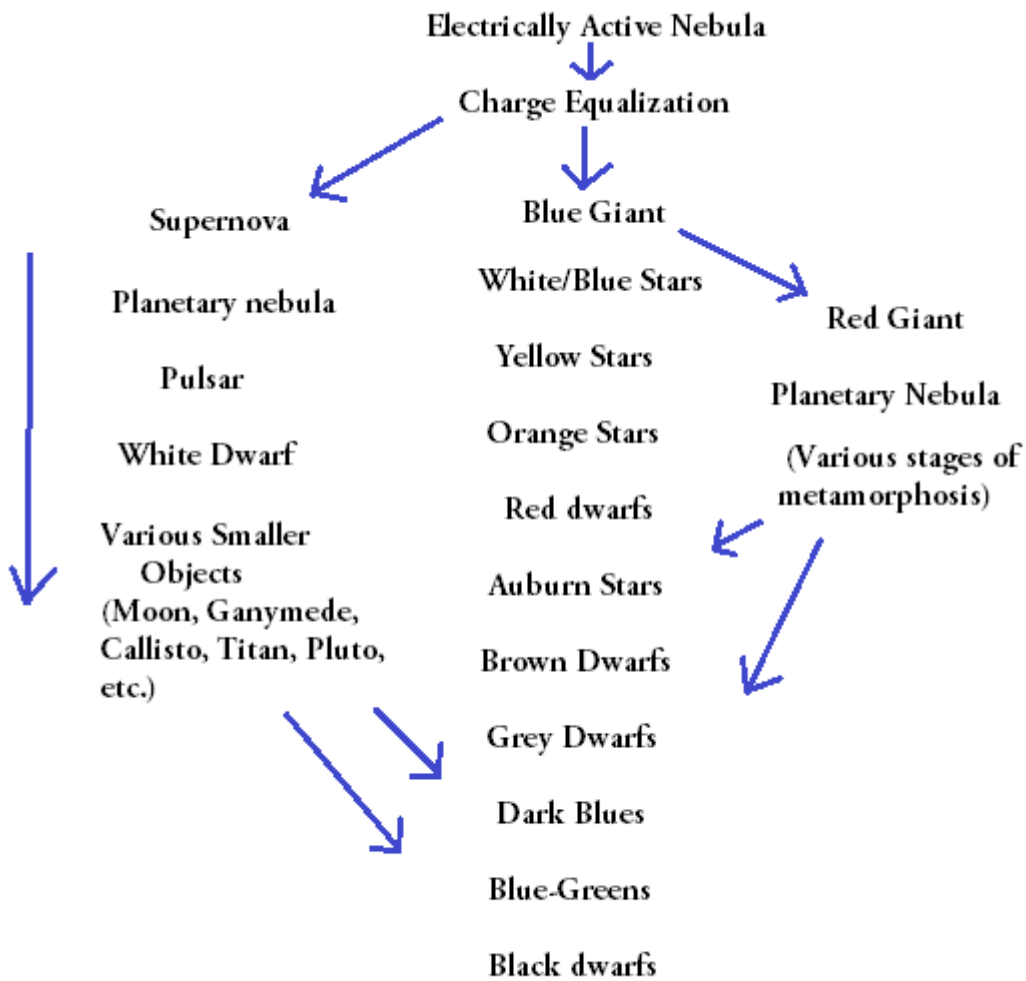 Electrically Active Nebula
Charge Equalization
Supernova
Planetary nebula
Pulsar
White Dwarf
Various Smaller
Objects
(Moon, Ganymede,
Callisto, Titan, Pluto,
etc.)
Blue Giant
White/Blue Stars
Yellow Stars
Orange Stars
Red dwarfs
Auburn Stars
Brown Dwarfs
Grey Dwarfs
Dark Blues
Blue-Greens
Black dwarfs
Red Giant
Planetary Nebula
(Various stages of
metamorphosis)